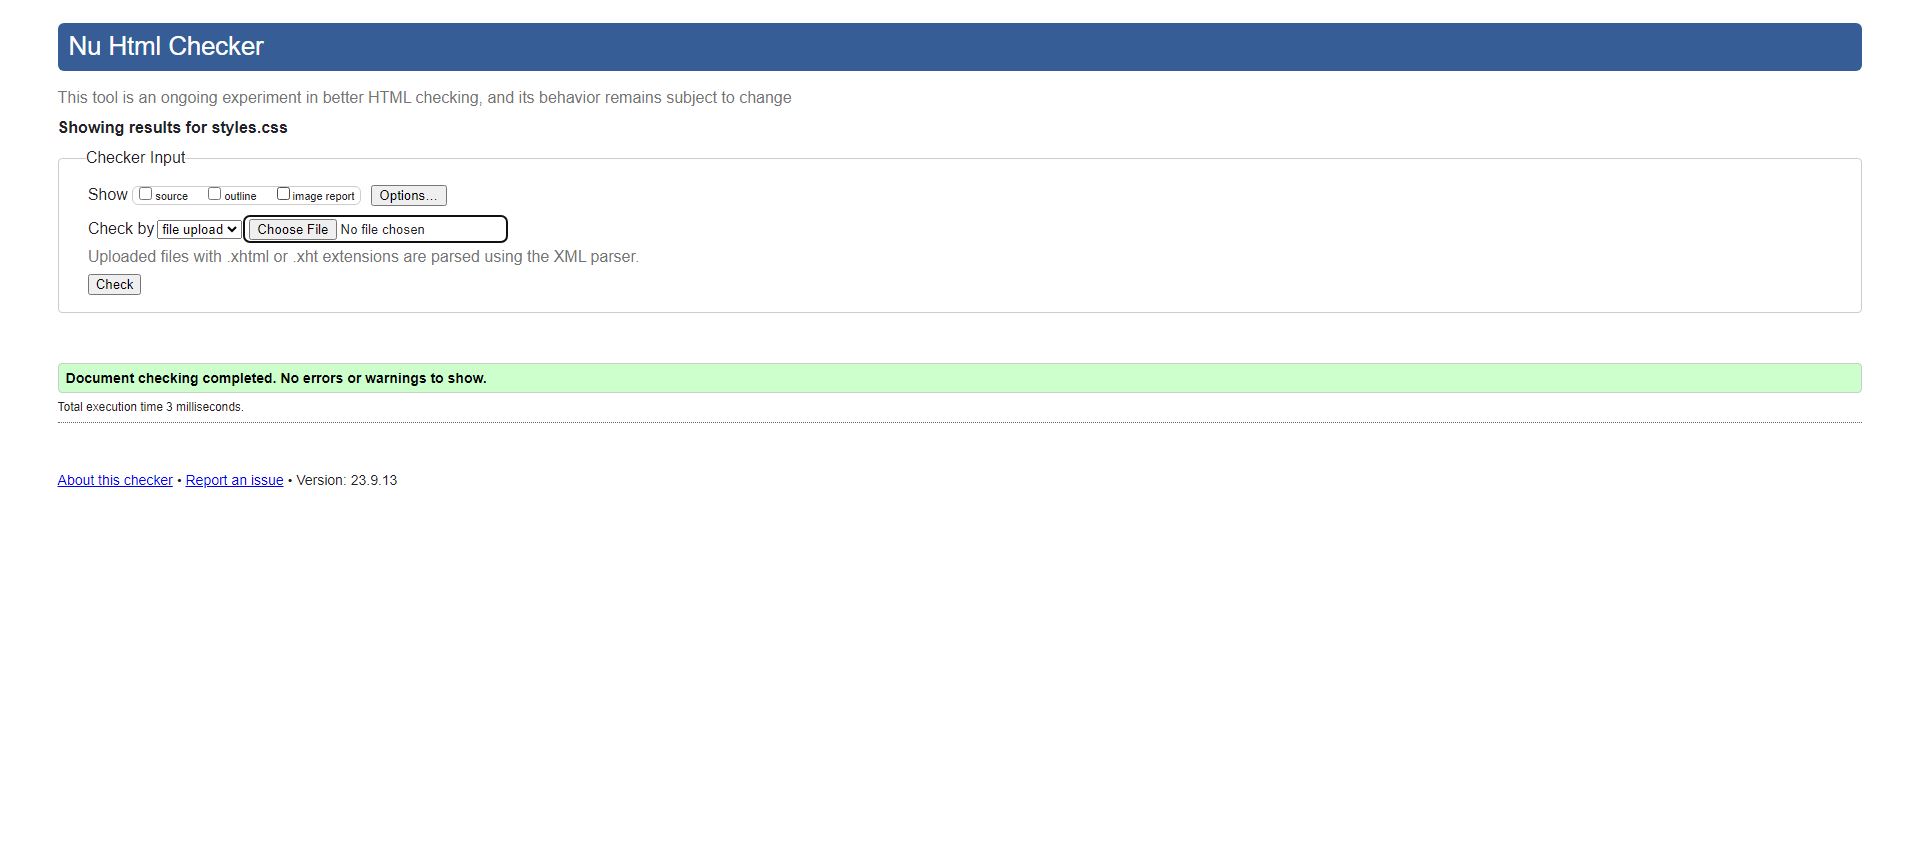 Nu Html Checker
This tool is an ongoing experiment in better HTML checking, and its behavior remains subject to change
Showing results for styles.css
Checker Input
Show source outline image report Options...
Check by file upload Choose File No file chosen
Uploaded files with .xhtml or .xht extensions are parsed using the XML parser.
Check
Document checking completed. No errors or warnings to show.
Total execution time 3 milliseconds.
About this checker • Report an issue • Version: 23.9.13